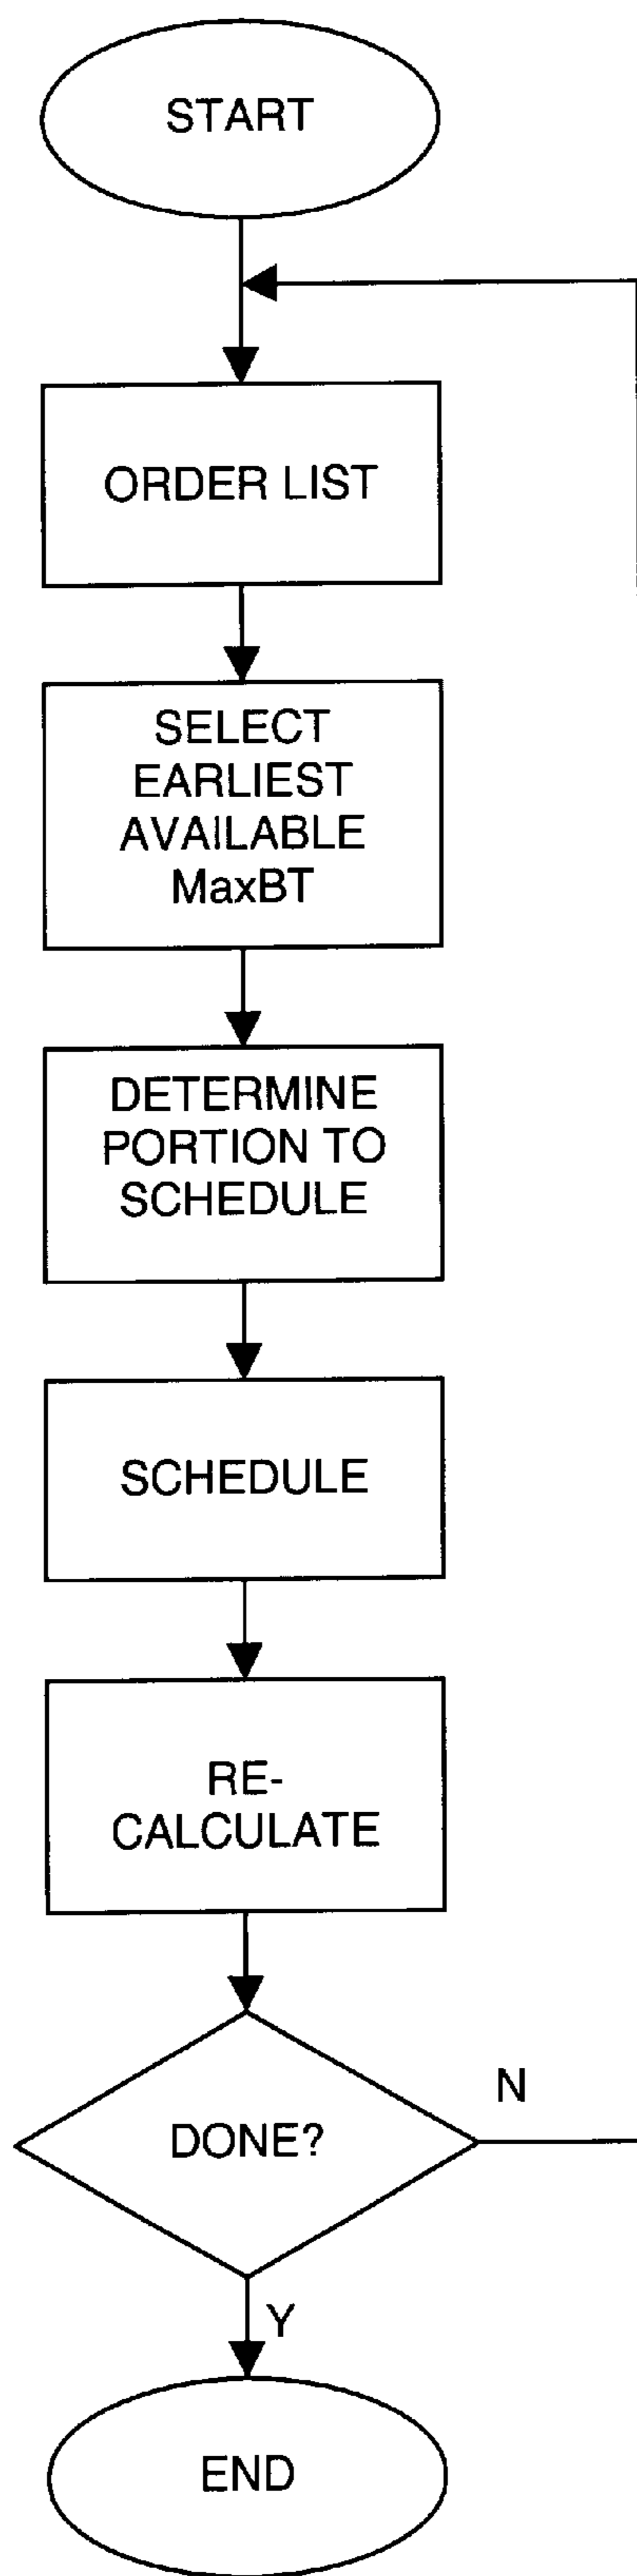 START
ORDER LIST
SELECT
EARLIEST
AVAILABLE
MaxBT
DETERMINE
PORTION TO
SCHEDULE
SCHEDULE
RE-
CALCULATE
DONE?
N
Y
END